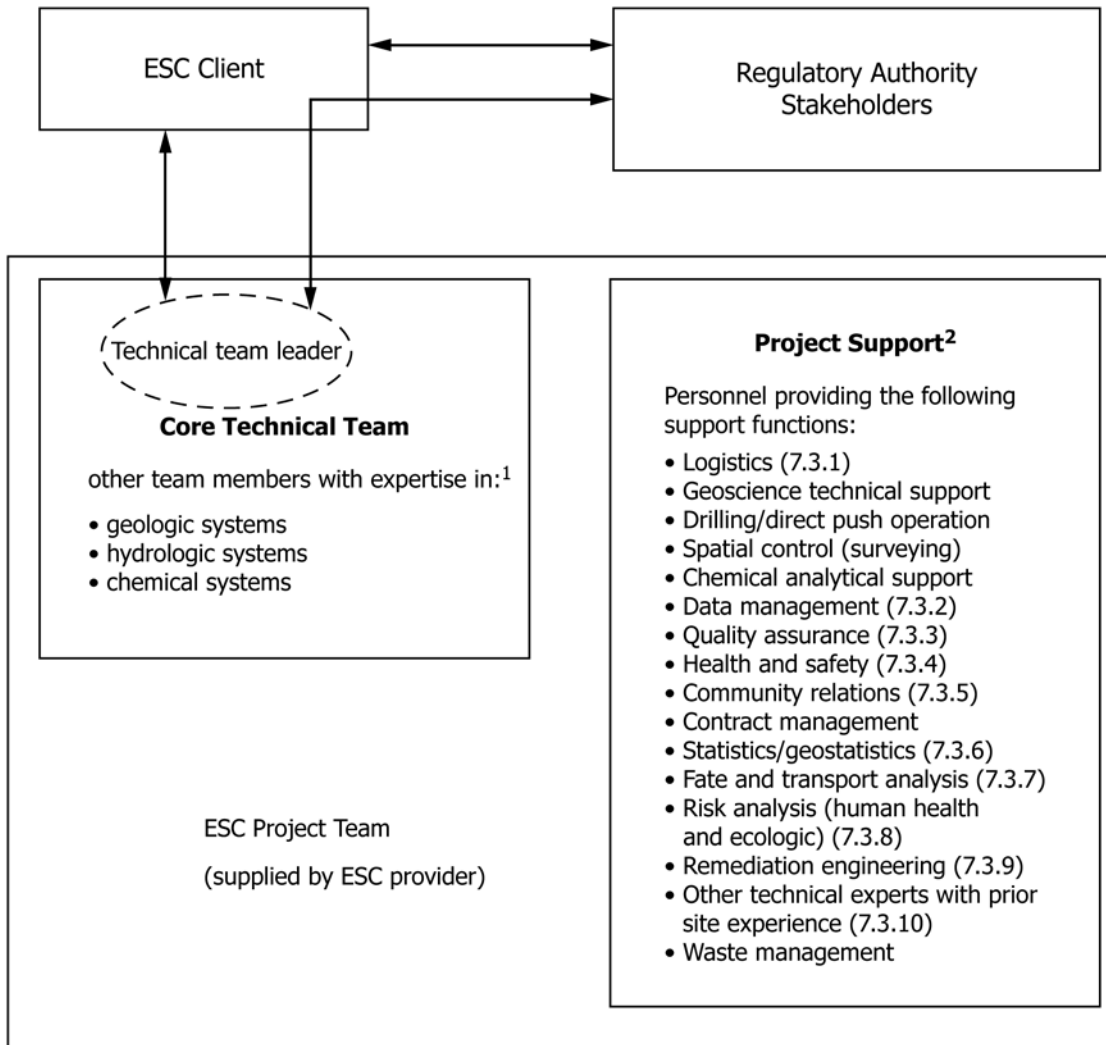 ESC Client
Regulatory Authority
Stakeholders
Technical team leader
Core Technical Team
other team members with expertise in:1
• geologic systems
• hydrologic systems
• chemical systems
ESC Project Team
(supplied by ESC provider)
Project Support2
Personnel providing the following
support functions:
• Logistics (7.3.1)
• Geoscience technical support
• Drilling/direct push operation
• Spatial control (surveying)
• Chemical analytical support
• Data management (7.3.2)
• Quality assurance (7.3.3)
• Health and safety (7.3.4)
• Community relations (7.3.5)
• Contract management
• Statistics/geostatistics (7.3.6)
• Fate and transport analysis (7.3.7)
• Risk analysis (human health
and ecologic) (7.3.8)
• Remediation engineering (7.3.9)
• Other technical experts with prior
site experience (7.3.10)
• Waste management